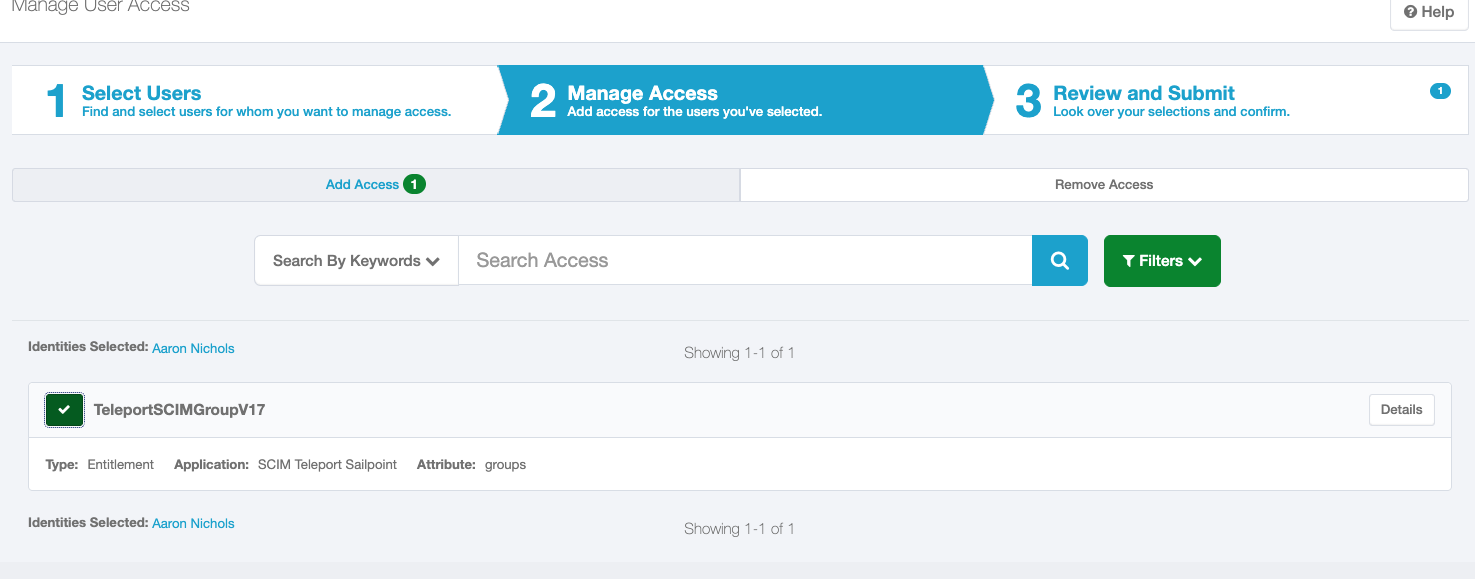 Manage User Access
Help
1 Select Users
Find and select users for whom you want to manage access.
2 Manage Access
Add access for the users you've selected.
3 Review and Submit
Look over your selections and confirm.
1
Add Access 1
Remove Access
Search By Keywords
Search Access
Filters
Identities Selected: Aaron Nichols
Showing 1-1 of 1
TeleportSCIMGroupV17
Details
Type: Entitlement Application: SCIM Teleport Sailpoint Attribute: groups
Identities Selected: Aaron Nichols
Showing 1-1 of 1